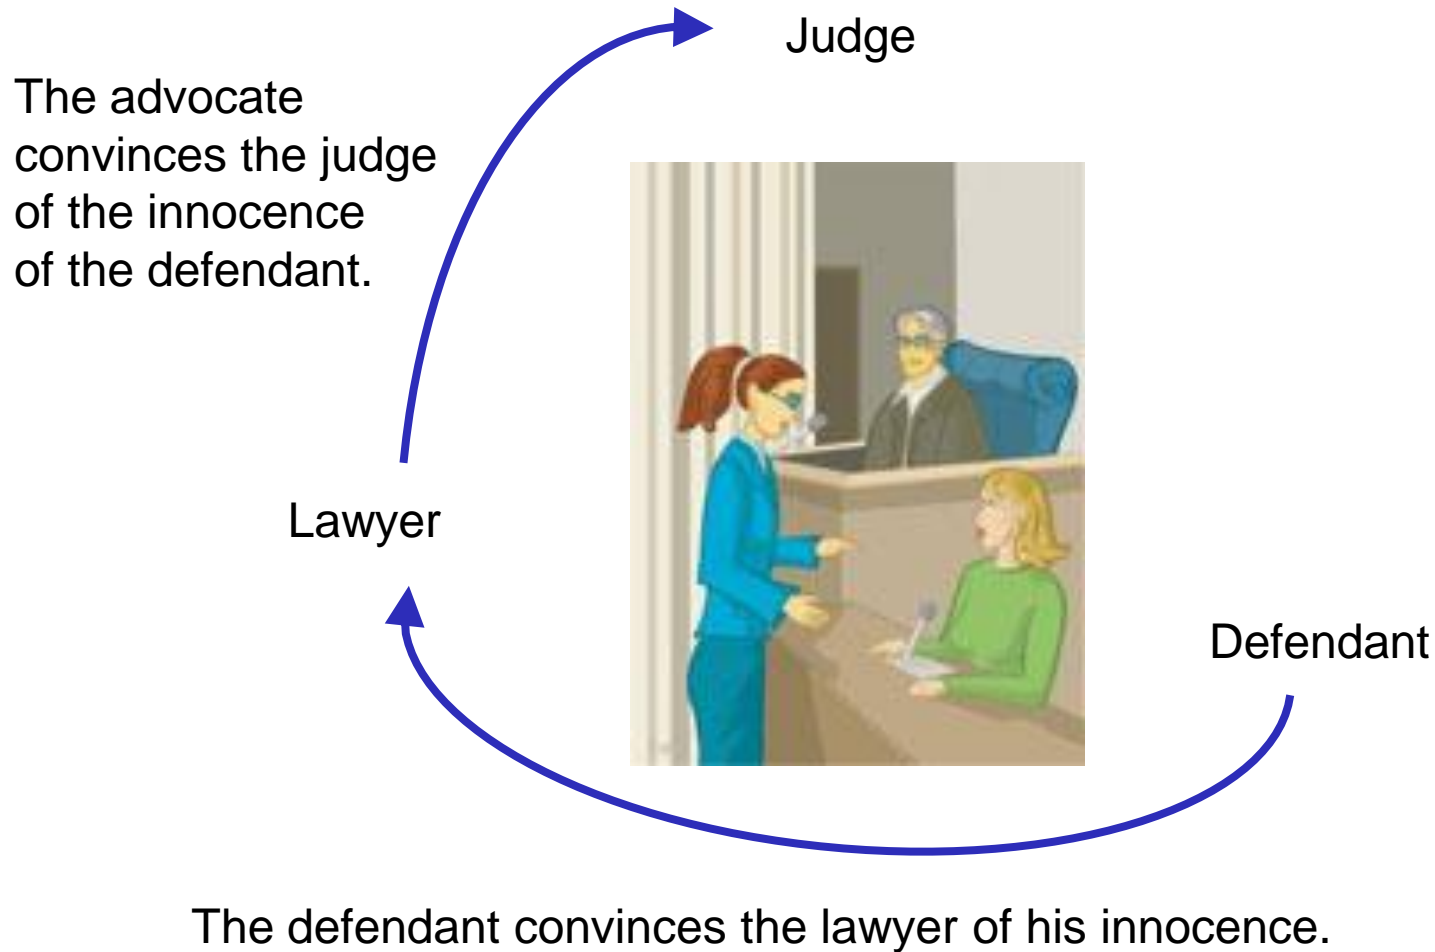 Judge
The advocate
convinces the judge
of the innocence
of the defendant.
Lawyer
Defendant
The defendant convinces the lawyer of his innocence.